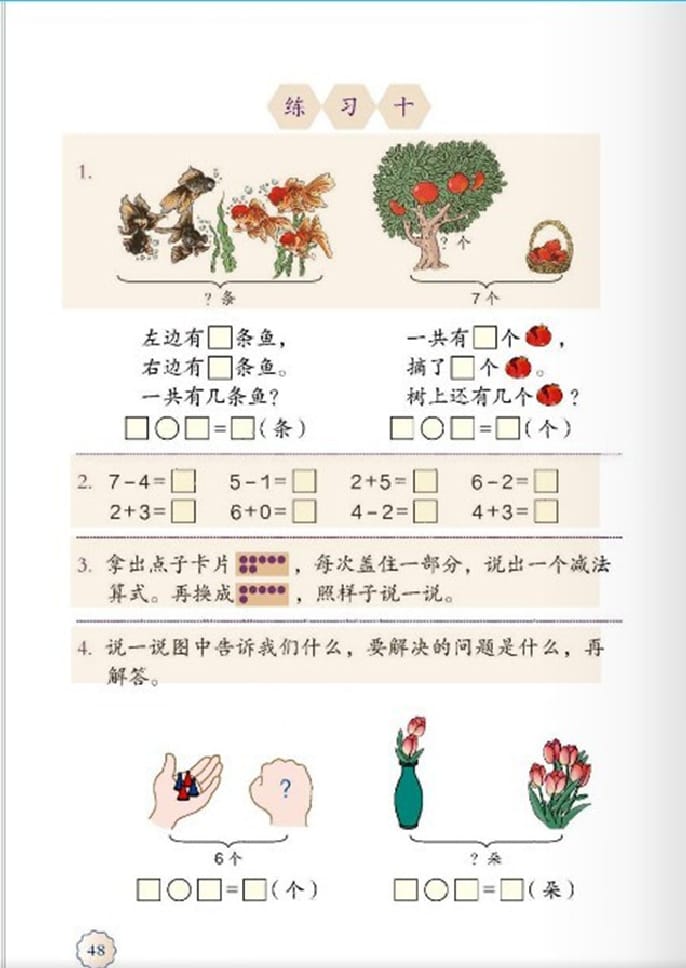 练习十
1.
? 个
? 条
7 个
左边有□条鱼，
右边有□条鱼。
一共有几条鱼?
□○□=□(条)
一共有□个 ，
摘了□个 。
树上还有几个 ?
□○□=□(个)
2. 7-4=□ 5-1=□ 2+5=□ 6-2=□
2+3=□ 6+0=□ 4-2=□ 4+3=□
3. 拿出点子卡片 ，每次盖住一部分，说出一个减法
算式。再换成 ，照样子说一说。
4. 说一说图中告诉我们什么，要解决的问题是什么，再
解答。
?
6 个
□○□=□(个)
? 朵
□○□=□(朵)
48